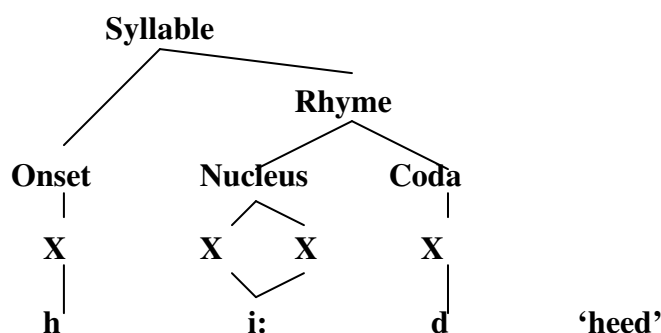 Syllable
Rhyme
Onset Nucleus Coda
X X X X
h i: d ‘heed’